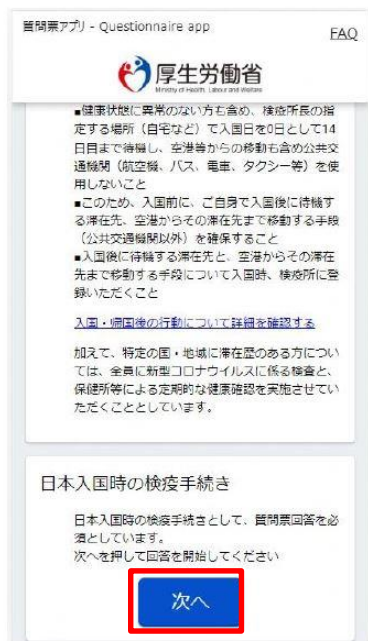 質問票アプリ - Questionnaire app
FAQ
厚生労働省
Ministry of Health, Labour and Welfare
■健康状態に異常のない方も含め、検疫所長の指
定する場所（自宅など）で入国日を0日として14
日目まで待機し、空港等からの移動も含め公共交
通機関（航空機、バス、電車、タクシー等）を使
用しないこと
■このため、入国前に、ご自身で入国後に待機す
る滞在先、空港からその滞在先まで移動する手段
（公共交通機関以外）を確保すること
■入国後に待機する滞在先と、空港からその滞在
先まで移動する手段について入国時、検疫所に登
録いただくこと
入国・帰国後の行動について詳細を確認する
加えて、特定の国・地域に滞在歴のある方につい
ては、全員に新型コロナウイルスに係る検査と、
保健所等による定期的な健康確認を実施させてい
ただくこととしています。
日本入国時の検疫手続き
日本入国時の検疫手続きとして、質問票回答を必
須としています。
次へを押して回答を開始してください
次へ